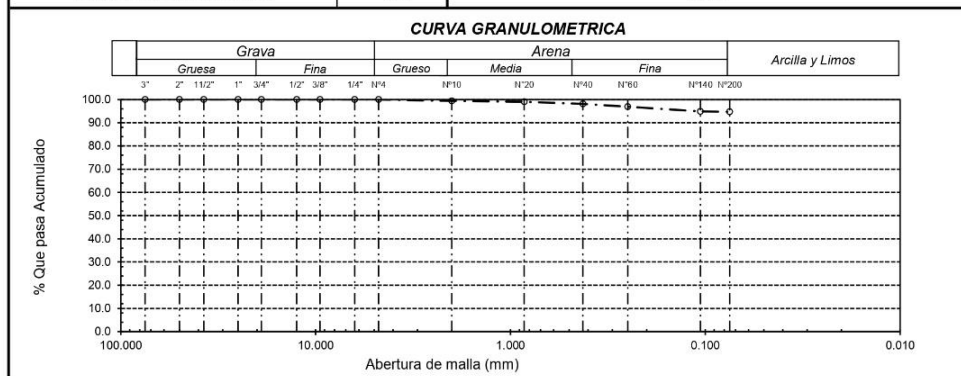 CURVA GRANULOMETRICA
Grava Arena Arcilla y Limos
Gruesa Fina Grueso Media Fina
3" 2" 11/2" 1" 3/4" 1/2" 3/8" 1/4" N°4 N°10 N°20 N°40 N°60 N°140 N°200
100.0
90.0
80.0
70.0
60.0
50.0
40.0
30.0
20.0
10.0
0.0
% Que pasa Acumulado
100.000 10.000 1.000 0.100 0.010
Abertura de malla (mm)